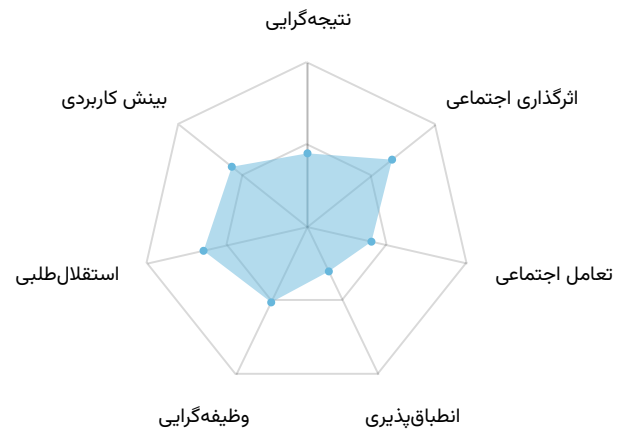 نتیجه‌گرایی
اثرگذاری اجتماعی
بینش کاربردی
تعامل اجتماعی
استقلال‌طلبی
انطباق‌پذیری
وظیفه‌گرایی